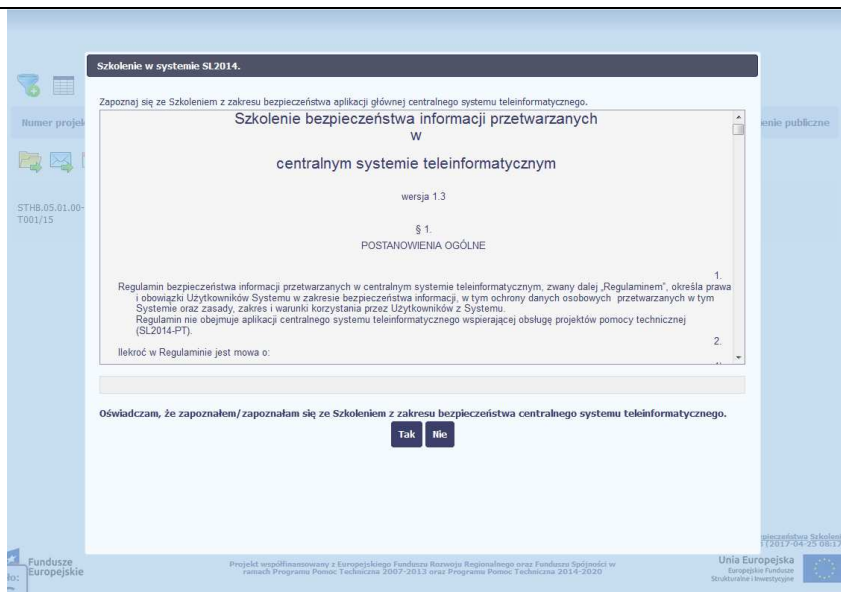 Szkolenie w systemie SL2014.
Zapoznaj się ze Szkoleniem z zakresu bezpieczeństwa aplikacji głównej centralnego systemu teleinformatycznego.
Numer projek
enie publiczne
Szkolenie bezpieczeństwa informacji przetwarzanych
w
centralnym systemie teleinformatycznym
wersja 1.3
STHB.05.01.00-
T001/15
§ 1.
POSTANOWIENIA OGÓLNE
1.
Regulamin bezpieczeństwa informacji przetwarzanych w centralnym systemie teleinformatycznym, zwany dalej „Regulaminem”, określa prawa
i obowiązki Użytkowników Systemu w zakresie bezpieczeństwa informacji, w tym ochrony danych osobowych przetwarzanych w tym
Systemie oraz zasady, zakres i warunki korzystania przez Użytkowników z Systemu.
Regulamin nie obejmuje aplikacji centralnego systemu teleinformatycznego wspierającej obsługę projektów pomocy technicznej
(SL2014-PT).
2.
Ilekroć w Regulaminie jest mowa o:
Oświadczam, że zapoznałem/zapoznałam się ze Szkoleniem z zakresu bezpieczeństwa centralnego systemu teleinformatycznego.
Tak Nie
(2017-04-25 08:17
Fundusze
Europejskie
Projekt współfinansowany z Europejskiego Funduszu Rozwoju Regionalnego oraz Funduszu Spójności w
ramach Programu Pomoc Techniczna 2007-2013 oraz Programu Pomoc Techniczna 2014-2020
Unia Europejska
Europejskie Fundusze
Strukturalne i Inwestycyjne